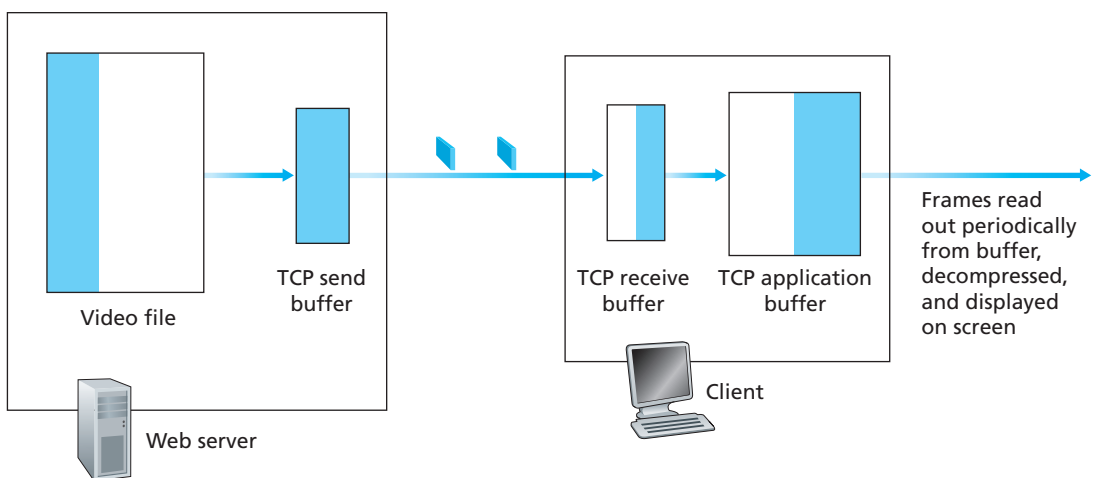 Video file
TCP send
buffer
Web server
TCP receive
buffer
TCP application
buffer
Client
Frames read
out periodically
from buffer,
decompressed,
and displayed
on screen